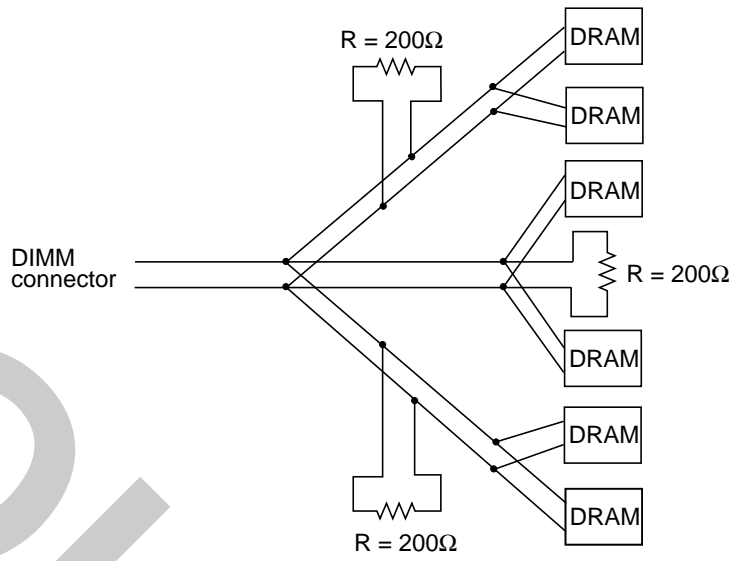 R = 200Ω
DRAM
DRAM
DRAM
DIMM
connector
R = 200Ω
DRAM
DRAM
DRAM
R = 200Ω